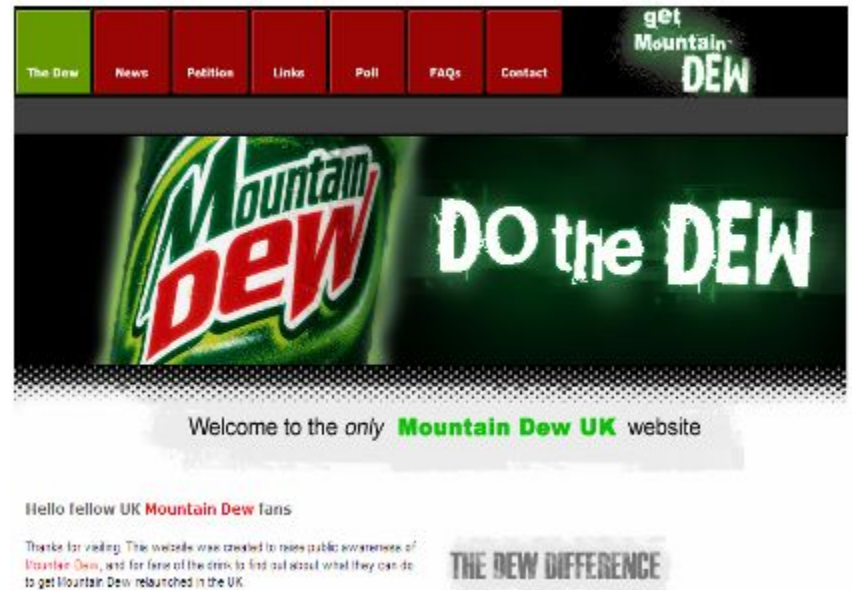 get
Mountain
DEW
The Dew News Petition Links Poll FAQs Contact
Mountain
Dew
Do the DEW
Welcome to the only Mountain Dew UK website
Hello fellow UK Mountain Dew fans
Thanks for visiting. This website was created to raise public awareness of
Mountain Dew, and for fans of the drink to find out about what they can do
to get Mountain Dew relaunched in the UK
THE DEW DIFFERENCE